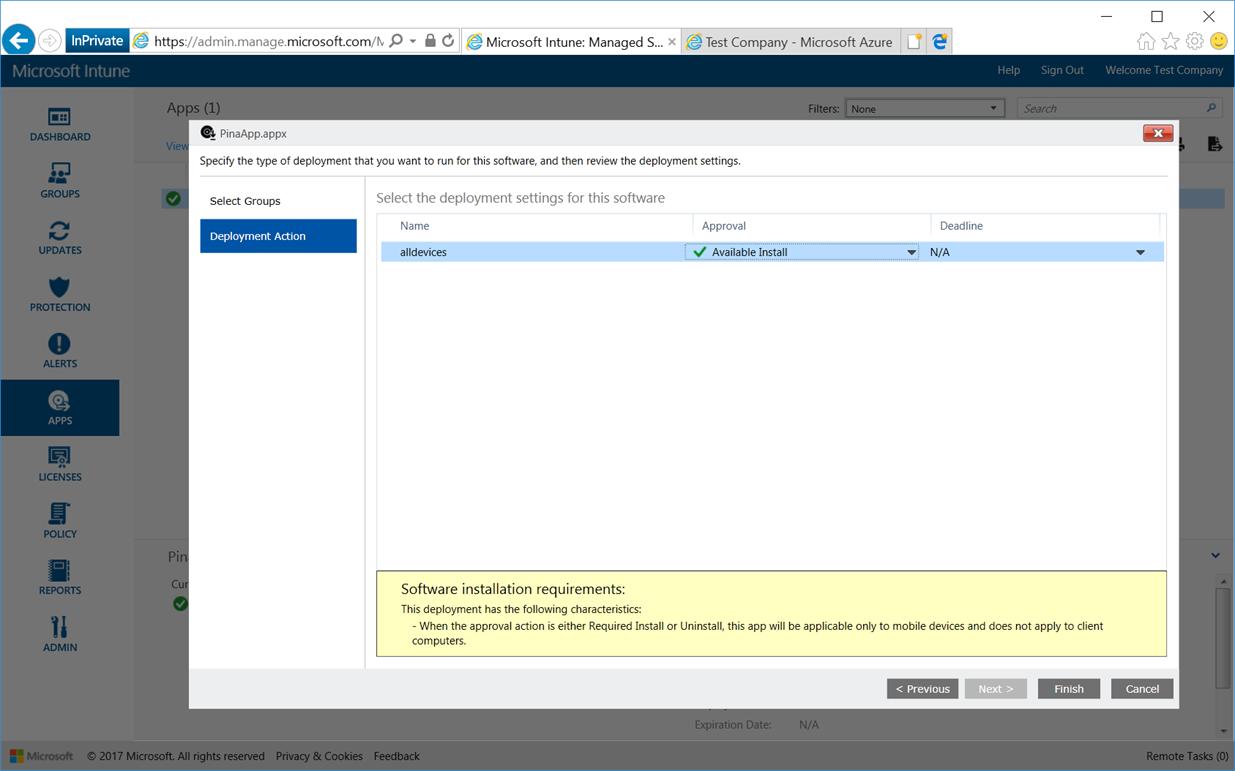 InPrivate
https://admin.manage.microsoft.com/M
Microsoft Intune: Managed S...
Test Company - Microsoft Azure
Microsoft Intune
Help
Sign Out
Welcome Test Company
DASHBOARD
GROUPS
UPDATES
PROTECTION
ALERTS
APPS
LICENSES
POLICY
REPORTS
ADMIN
Apps (1)
Filters:
None
Search
View
PinaApp.appx
Specify the type of deployment that you want to run for this software, and then review the deployment settings.
Select Groups
Deployment Action
Select the deployment settings for this software
Name
Approval
Deadline
alldevices
Available Install
N/A
Software installation requirements:
This deployment has the following characteristics:
- When the approval action is either Required Install or Uninstall, this app will be applicable only to mobile devices and does not apply to client
computers.
< Previous
Next >
Finish
Cancel
Pin
Cur
Expiration Date:
N/A
Microsoft
© 2017 Microsoft. All rights reserved
Privacy & Cookies
Feedback
Remote Tasks (0)